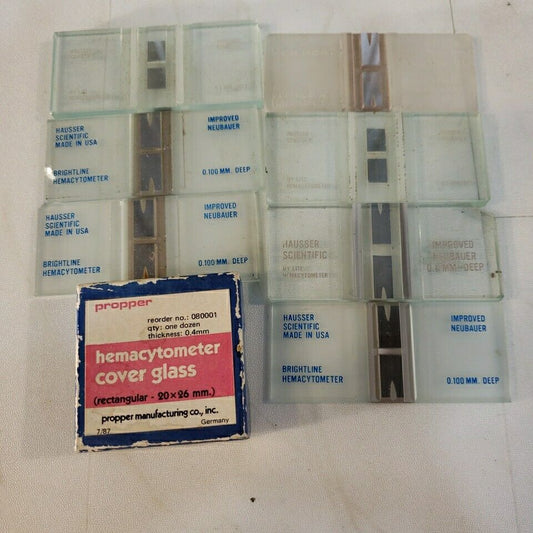 HAUSSER
SCIENTIFIC
MADE IN USA
IMPROVED
NEUBAUER
BRIGHTLINE
HEMACYTOMETER
0.100 MM. DEEP
HAUSSER
SCIENTIFIC
MADE IN USA
IMPROVED
NEUBAUER
BRIGHTLINE
HEMACYTOMETER
0.100 MM. DEEP
HEMACYTOMETER
HAUSSER
SCIENTIFIC
IMPROVED
NEUBAUER
DEEP
HEMACYTOMETER
HAUSSER
SCIENTIFIC
MADE IN USA
IMPROVED
NEUBAUER
BRIGHTLINE
HEMACYTOMETER
0.100 MM. DEEP
propper
reorder no.: 080001
qty: one dozen
thickness: 0.4mm
hemacytometer
cover glass
(rectangular - 20 x 26 mm.)
propper manufacturing co., inc.
7/87
Germany